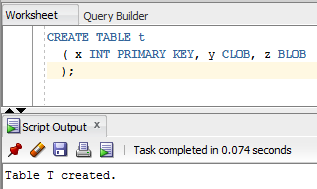 Worksheet Query Builder
CREATE TABLE t
( x INT PRIMARY KEY, y CLOB, z BLOB
);
Script Output x
Task completed in 0.074 seconds
Table T created.